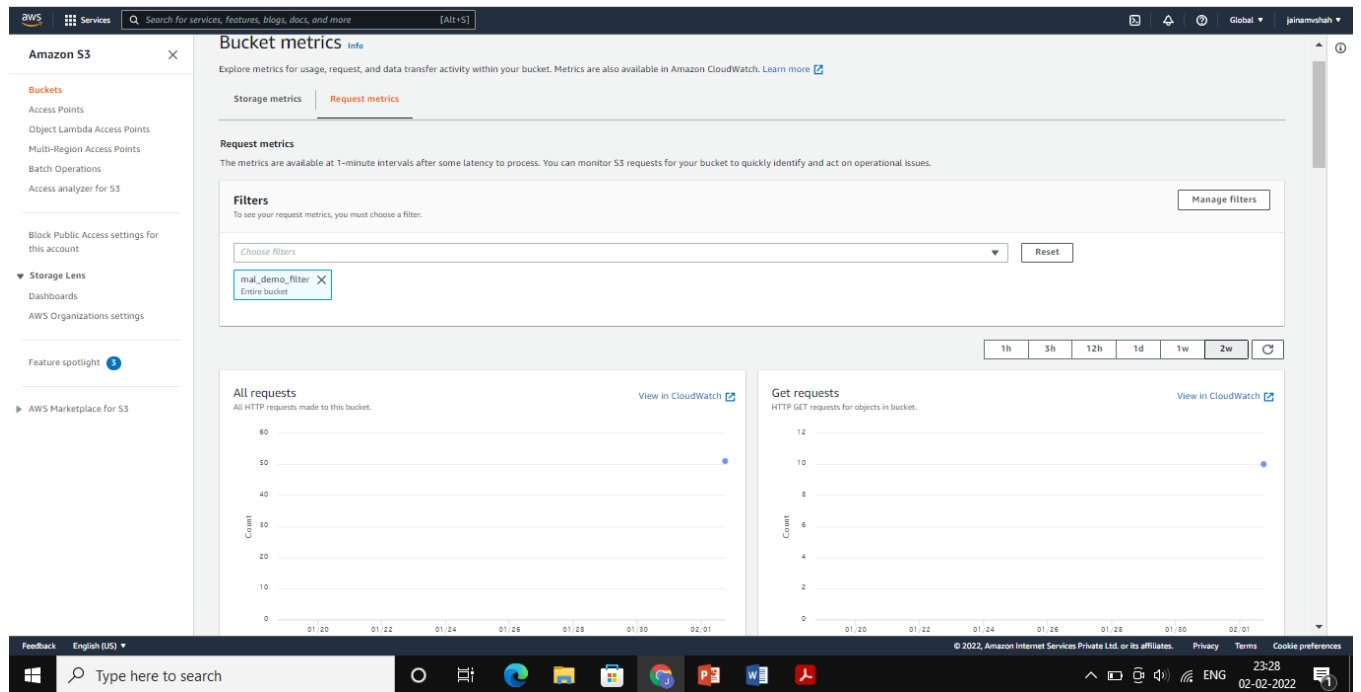 aws
Services
Search for services, features, blogs, docs, and more
[Alt+S]
Global ▼
jainamvshah ▼
Amazon S3
Buckets
Access Points
Object Lambda Access Points
Multi-Region Access Points
Batch Operations
Access analyzer for S3
Block Public Access settings for
this account
Storage Lens
Dashboards
AWS Organizations settings
Feature spotlight 3
AWS Marketplace for S3
Bucket metrics Info
Explore metrics for usage, request, and data transfer activity within your bucket. Metrics are also available in Amazon CloudWatch. Learn more
Storage metrics
Request metrics
Request metrics
The metrics are available at 1-minute intervals after some latency to process. You can monitor S3 requests for your bucket to quickly identify and act on operational issues.
Filters
To see your request metrics, you must choose a filter.
Manage filters
Choose filters
Reset
mal_demo_filter
Entire bucket
1h 3h 12h 1d 1w 2w
All requests
All HTTP requests made to this bucket.
View in CloudWatch
60
50
40
30
20
10
0
Count
01/20 01/22 01/24 01/26 01/28 01/30 02/01
Get requests
HTTP GET requests for objects in bucket.
View in CloudWatch
12
10
8
6
4
2
0
Count
01/20 01/22 01/24 01/26 01/28 01/30 02/01
Feedback English (US) ▼
© 2022, Amazon Internet Services Private Ltd. or its affiliates. Privacy Terms Cookie preferences
Type here to search
ENG
23:28
02-02-2022
1